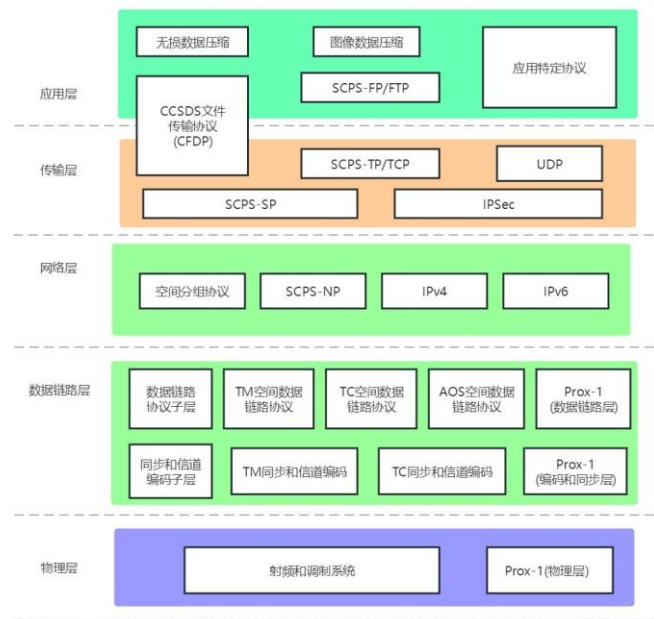 无损数据压缩
图像数据压缩
应用特定协议
应用层
SCPS-FP/FTP
CCSDS文件
传输协议
(CFDP)
传输层
SCPS-TP/TCP
UDP
SCPS-SP
IPSec
网络层
空间分组协议
SCPS-NP
IPv4
IPv6
数据链路层
数据链路
协议子层
TM空间数据
链路协议
TC空间数据
链路协议
AOS空间数据
链路协议
Prox-1
(数据链路层)
同步和信道
编码子层
TM同步和信道编码
TC同步和信道编码
Prox-1
(编码和同步层)
物理层
射频和调制系统
Prox-1(物理层)